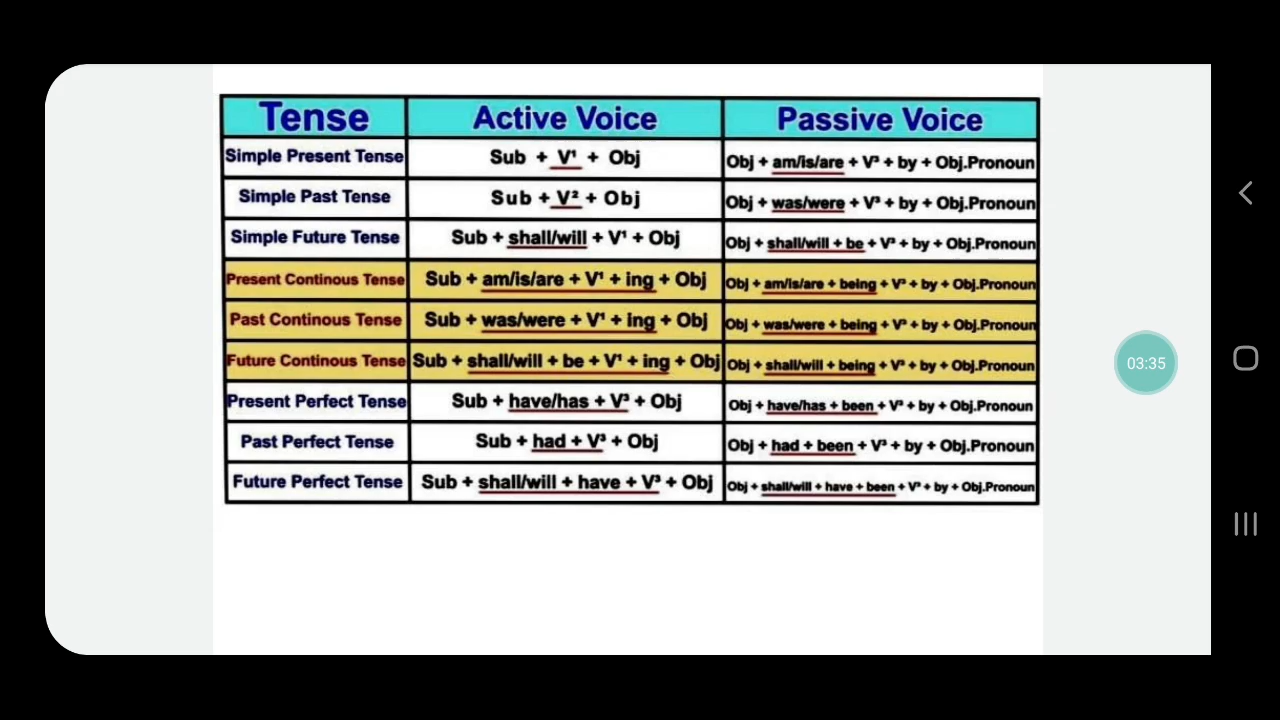 Tense Active Voice Passive Voice
Simple Present Tense Sub + V¹ + Obj Obj + am/is/are + V³ + by + Obj.Pronoun
Simple Past Tense Sub + V² + Obj Obj + was/were + V³ + by + Obj.Pronoun
Simple Future Tense Sub + shall/will + V¹ + Obj Obj + shall/will + be + V³ + by + Obj.Pronoun
Present Continous Tense Sub + am/is/are + V¹ + ing + Obj Obj + am/is/are + being + V³ + by + Obj.Pronoun
Past Continous Tense Sub + was/were + V¹ + ing + Obj Obj + was/were + being + V³ + by + Obj.Pronoun
Future Continous Tense Sub + shall/will + be + V¹ + ing + Obj Obj + shall/will + being + V³ + by + Obj.Pronoun
Present Perfect Tense Sub + have/has + V³ + Obj Obj + have/has + been + V³ + by + Obj.Pronoun
Past Perfect Tense Sub + had + V³ + Obj Obj + had + been + V³ + by + Obj.Pronoun
Future Perfect Tense Sub + shall/will + have + V³ + Obj Obj + shall/will + have + been + V³ + by + Obj.Pronoun
03:35